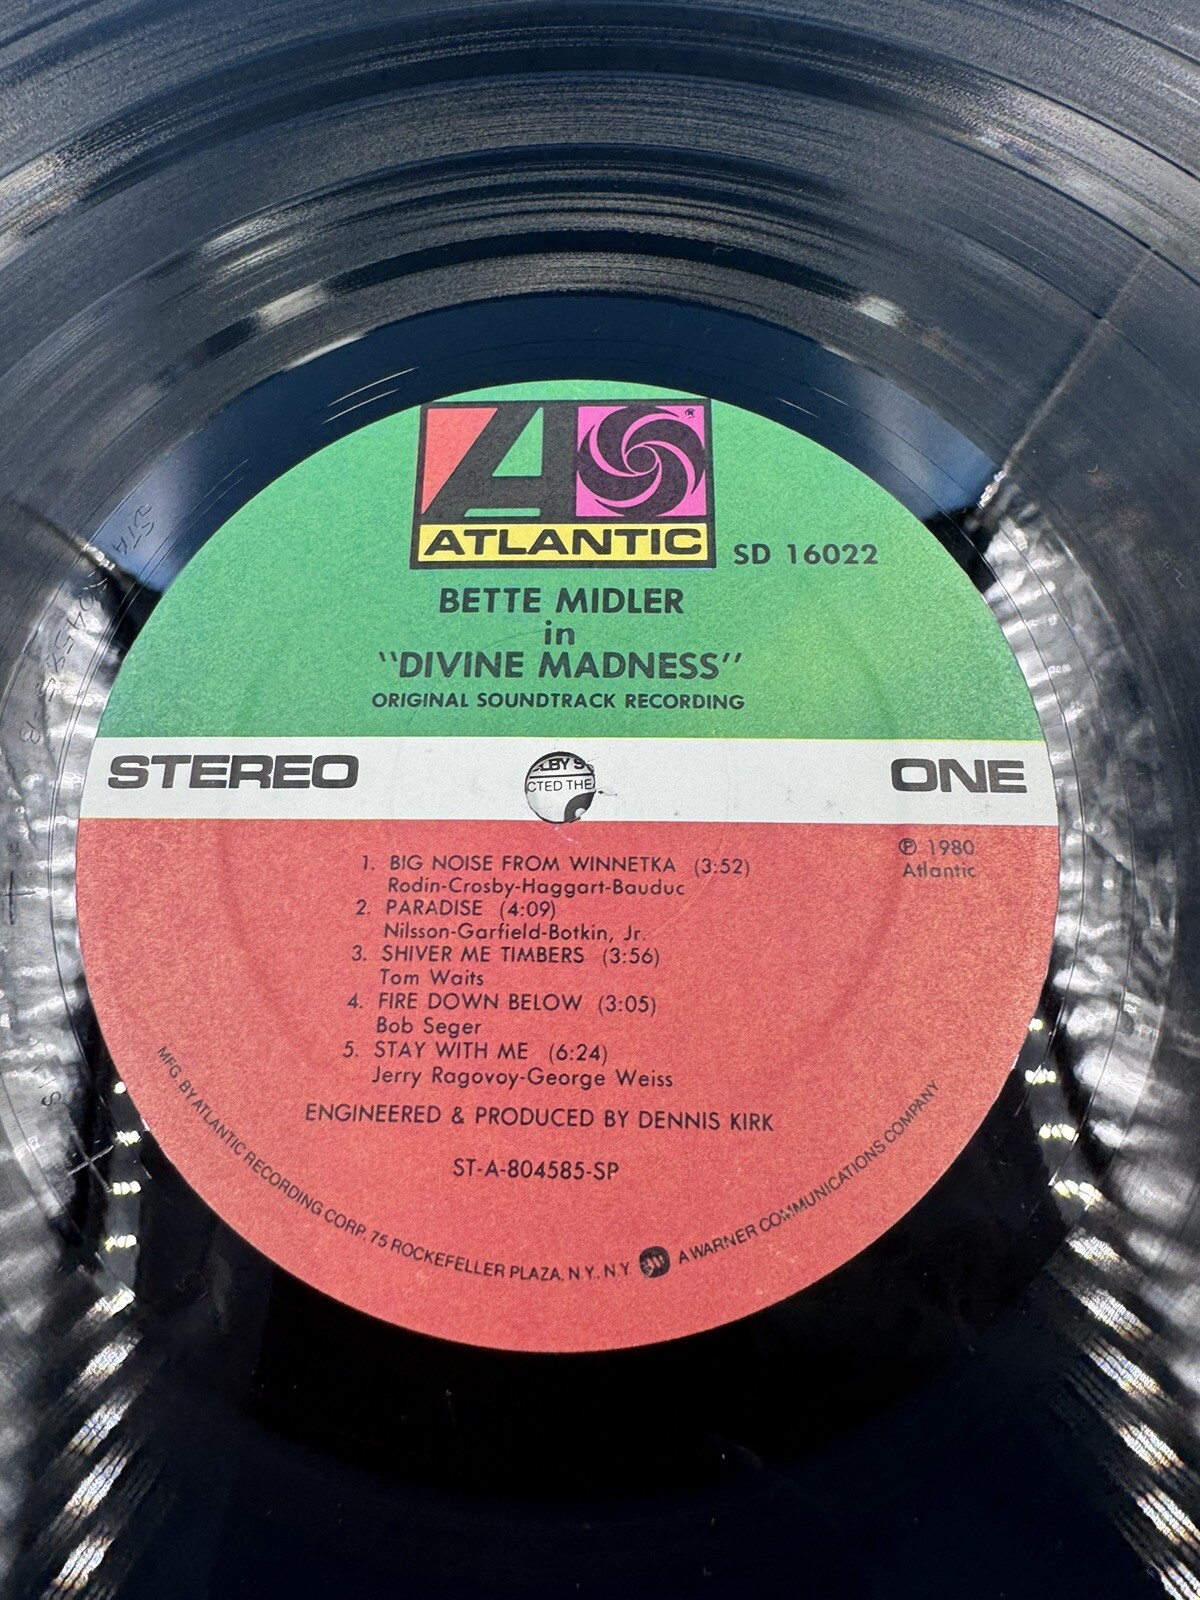 ATLANTIC
SD 16022
BETTE MIDLER
in
"DIVINE MADNESS"
ORIGINAL SOUNDTRACK RECORDING
STEREO
CTED THE
ONE
℗ 1980
Atlantic
1. BIG NOISE FROM WINNETKA (3:52)
Rodin-Crosby-Haggart-Bauduc
2. PARADISE (4:09)
Nilsson-Garfield-Botkin, Jr.
3. SHIVER ME TIMBERS (3:56)
Tom Waits
4. FIRE DOWN BELOW (3:05)
Bob Seger
5. STAY WITH ME (6:24)
Jerry Ragovoy-George Weiss
ENGINEERED & PRODUCED BY DENNIS KIRK
ST-A-804585-SP
MFG. BY ATLANTIC RECORDING CORP. 75 ROCKEFELLER PLAZA, N.Y., N.Y. A WARNER COMMUNICATIONS COMPANY